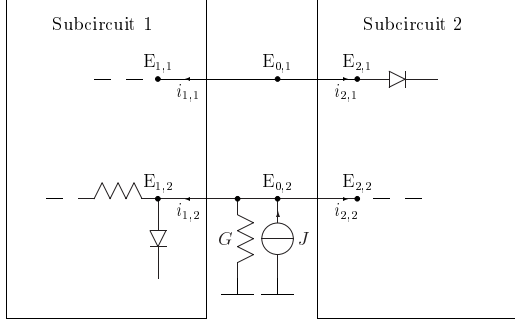 Subcircuit 1 Subcircuit 2
E1,1 E0,1 E2,1
i1,1 i2,1
E1,2 E0,2 E2,2
i1,2 i2,2
G J